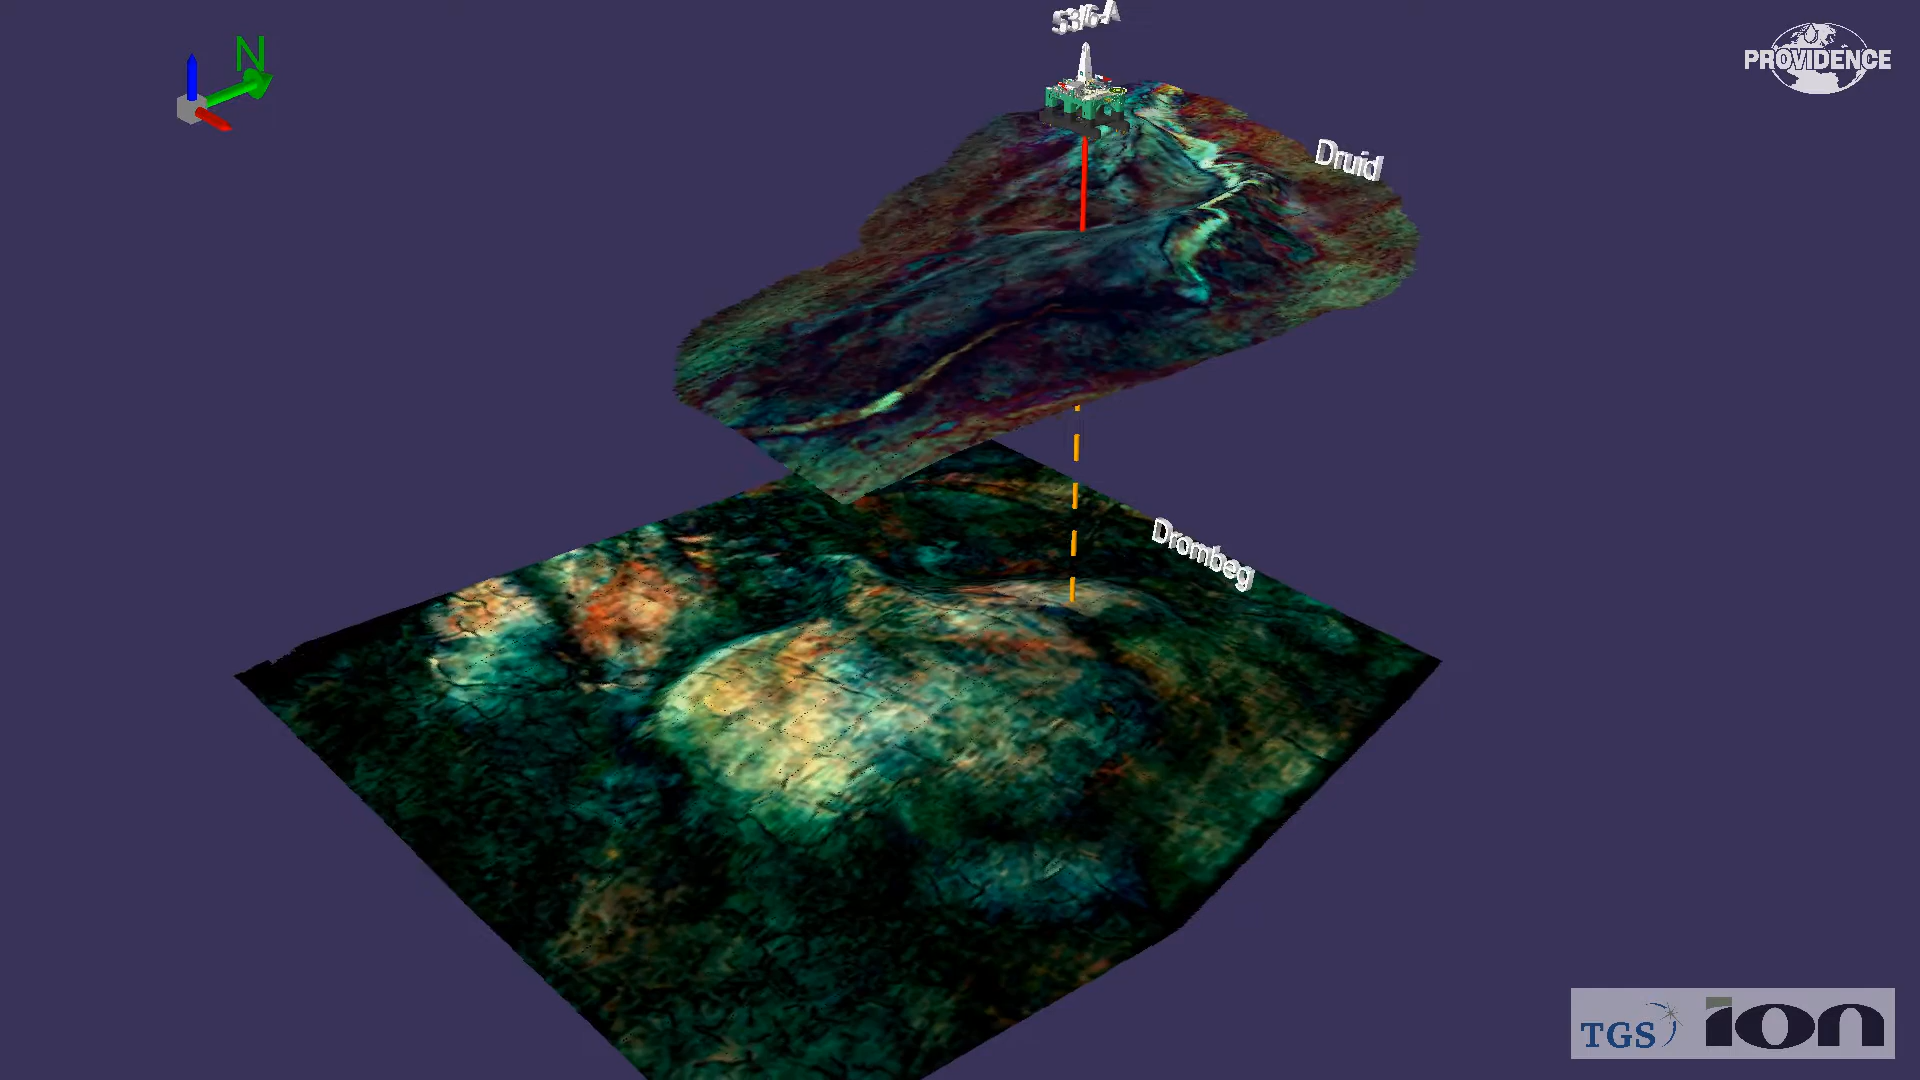 53/6-A
N
PROVIDENCE
Druid
Drombeg
TGS
ion